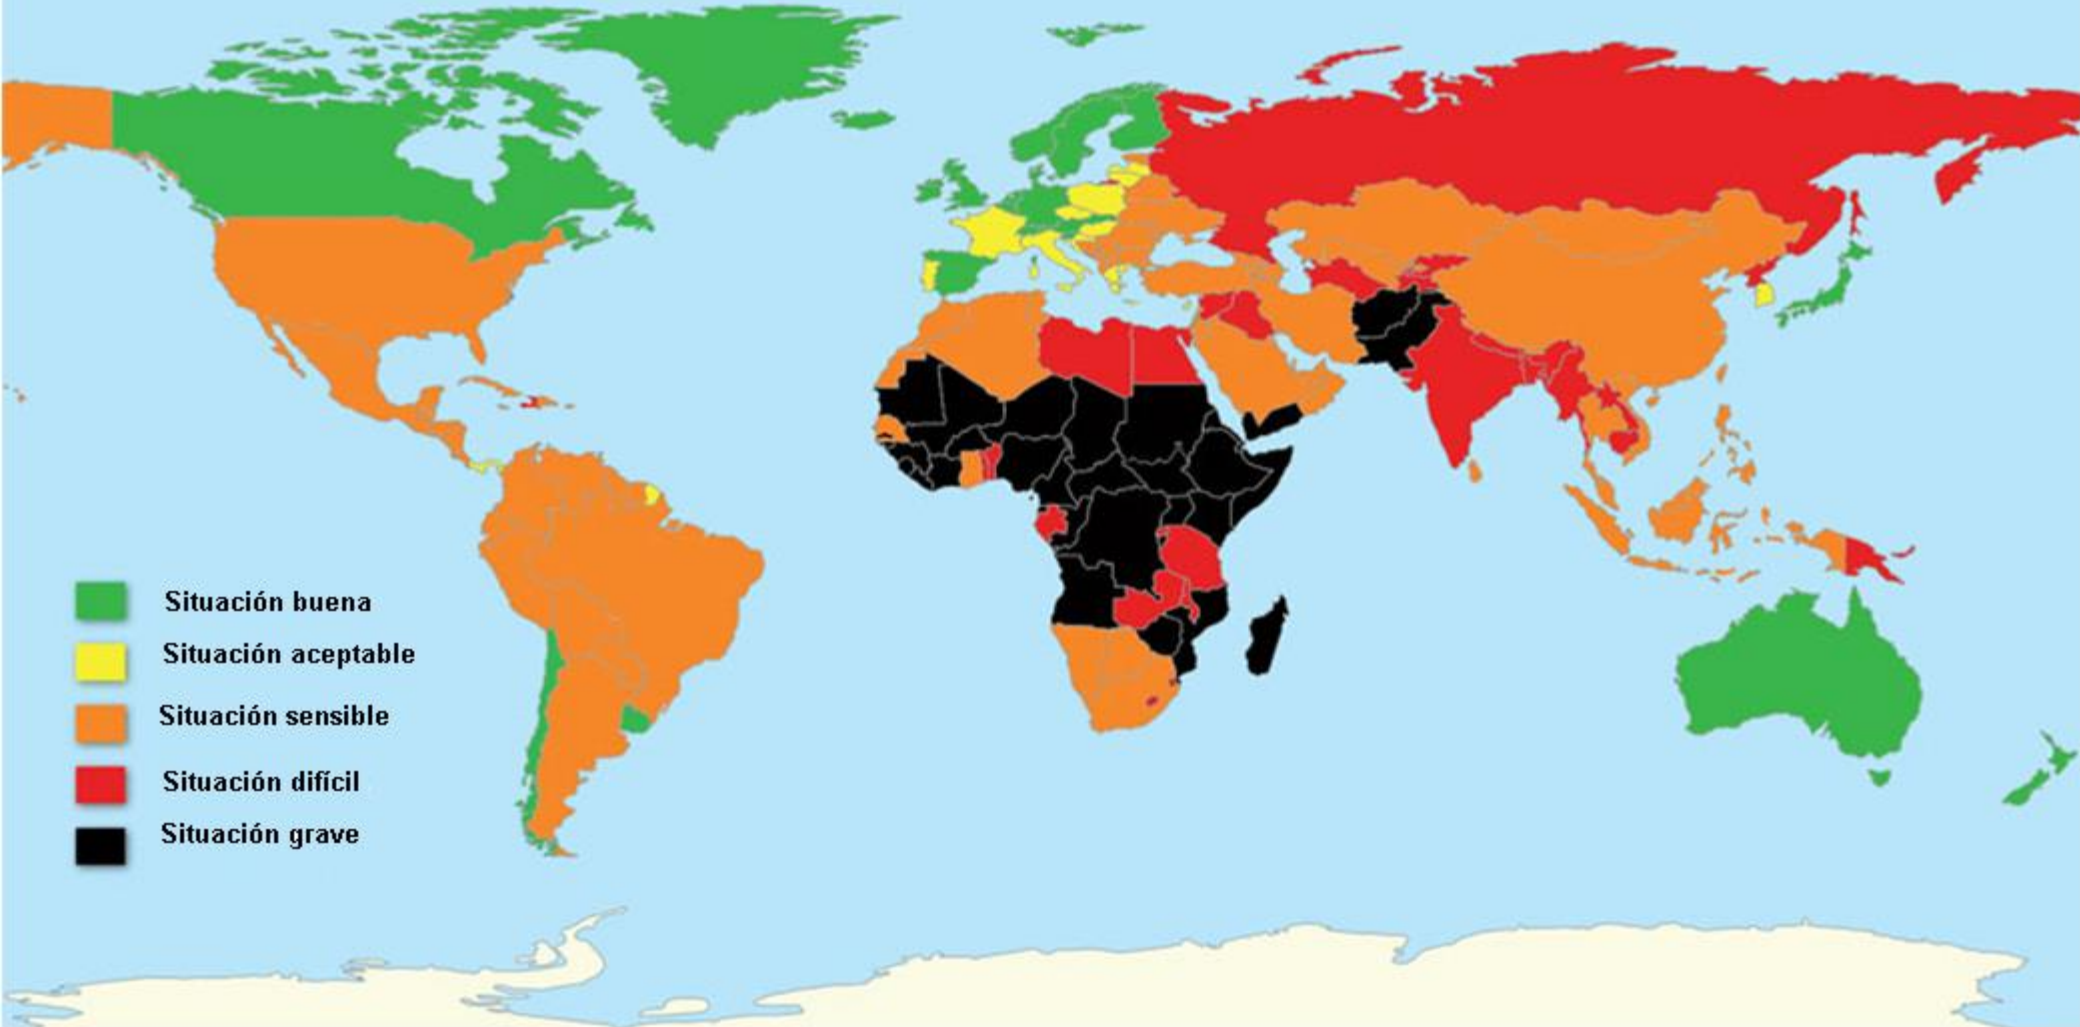 Situación buena
Situación aceptable
Situación sensible
Situación difícil
Situación grave